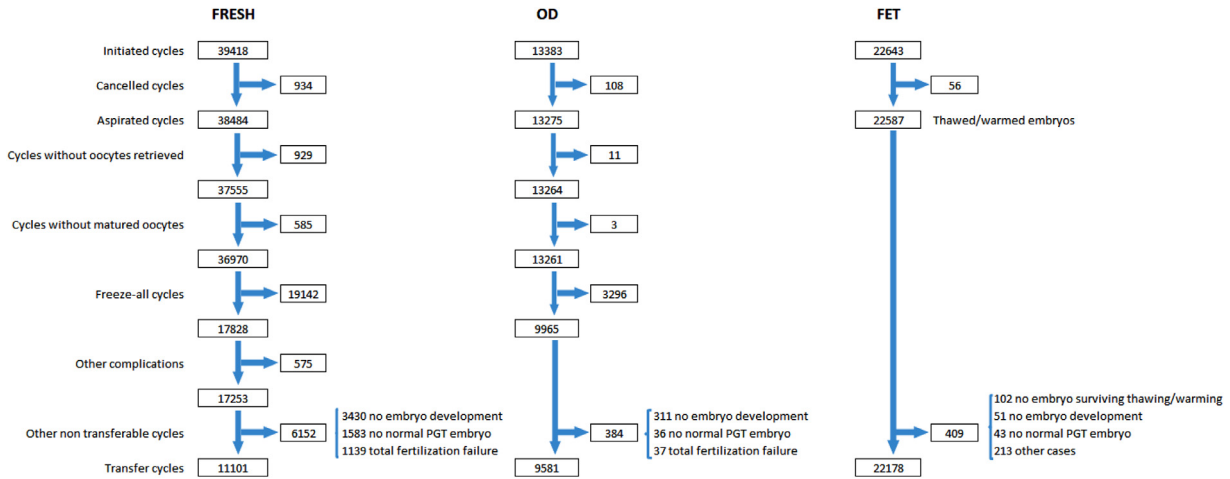 FRESH OD FET
Initiated cycles 39418 13383 22643
Cancelled cycles 934 108 56
Aspirated cycles 38484 13275 22587 Thawed/warmed embryos
Cycles without oocytes retrieved 929 11
37555 13264
Cycles without matured oocytes 585 3
36970 13261
Freeze-all cycles 19142 3296
17828 9965
Other complications 575
17253
102 no embryo surviving thawing/warming
3430 no embryo development 311 no embryo development 51 no embryo development
Other non transferable cycles 6152 1583 no normal PGT embryo 384 36 no normal PGT embryo 409 43 no normal PGT embryo
1139 total fertilization failure 37 total fertilization failure 213 other cases
Transfer cycles 11101 9581 22178